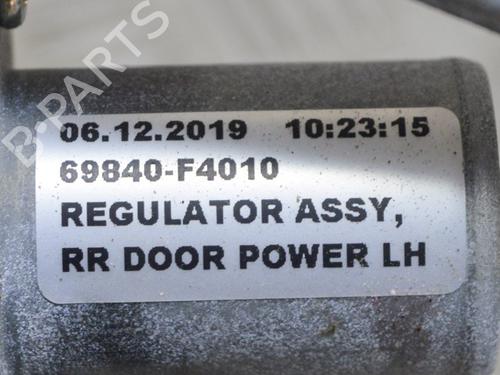 B-PARTS
06.12.2019 10:23:15
69840-F4010
REGULATOR ASSY,
RR DOOR POWER LH